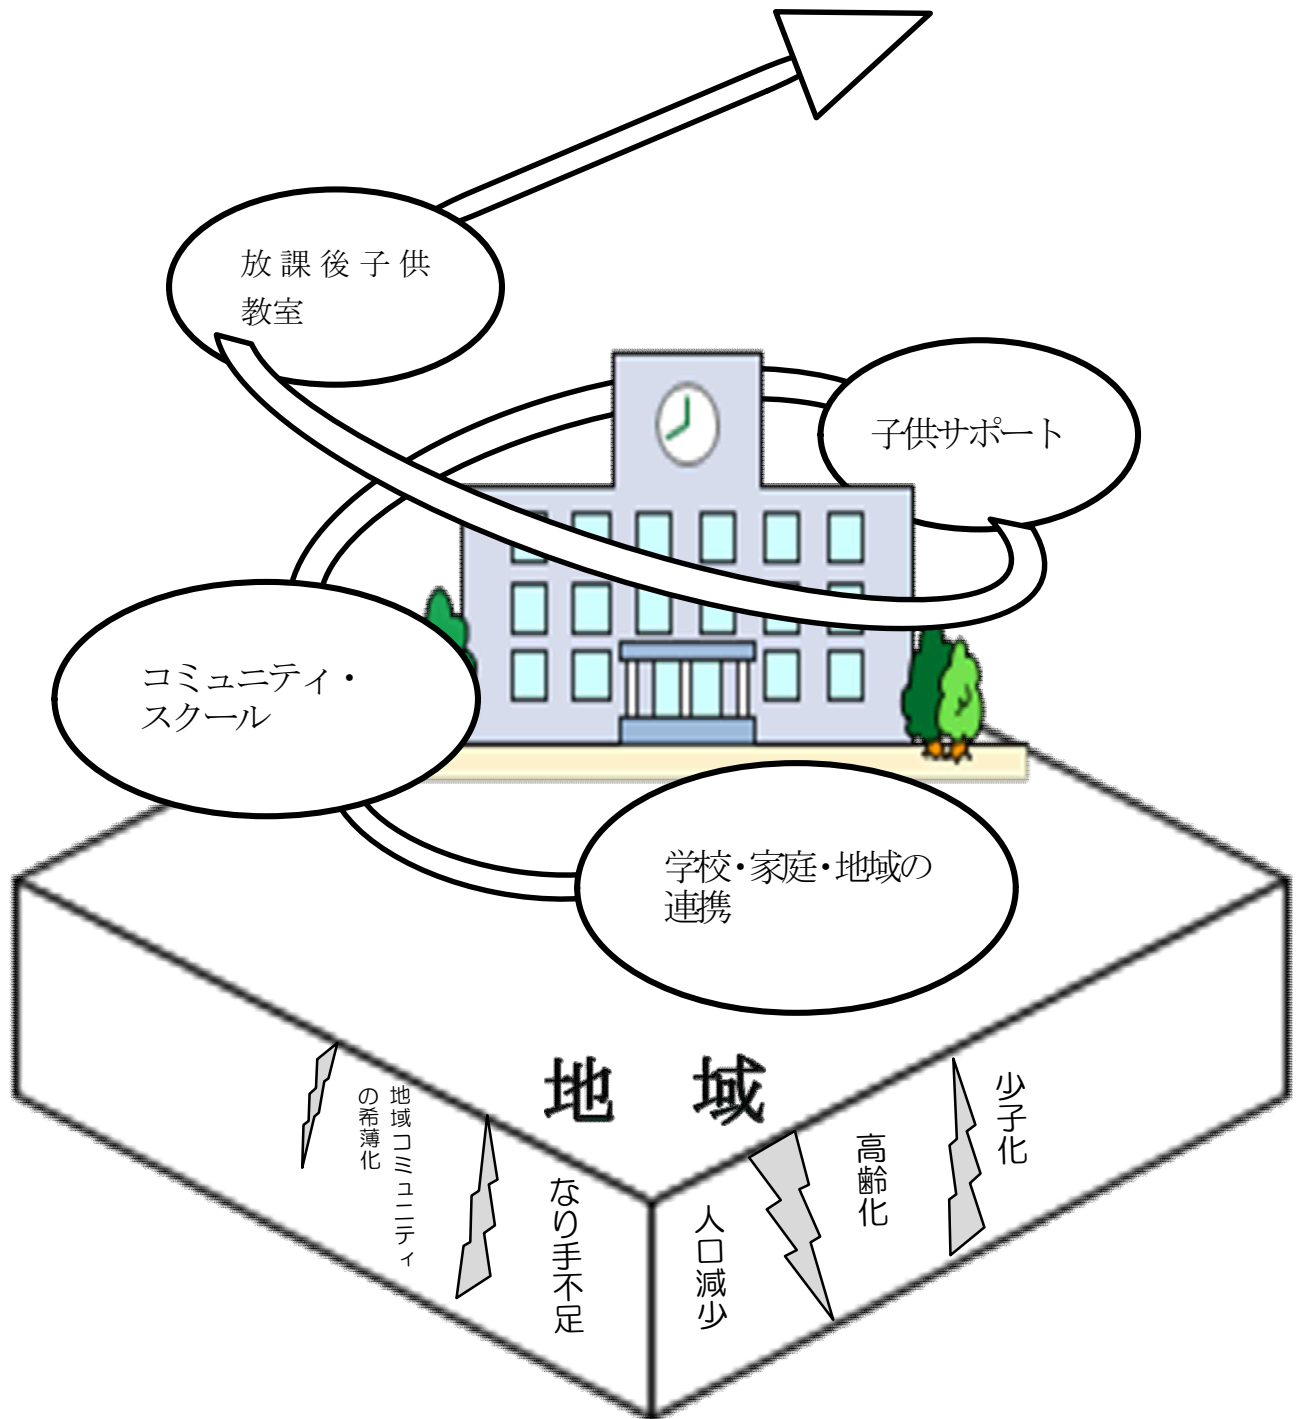 放課後子供
教室
子供サポート
コミュニティ・
スクール
学校・家庭・地域の
連携
地域
地域コミュニティ
の希薄化
なり手不足
人口減少
高齢化
少子化